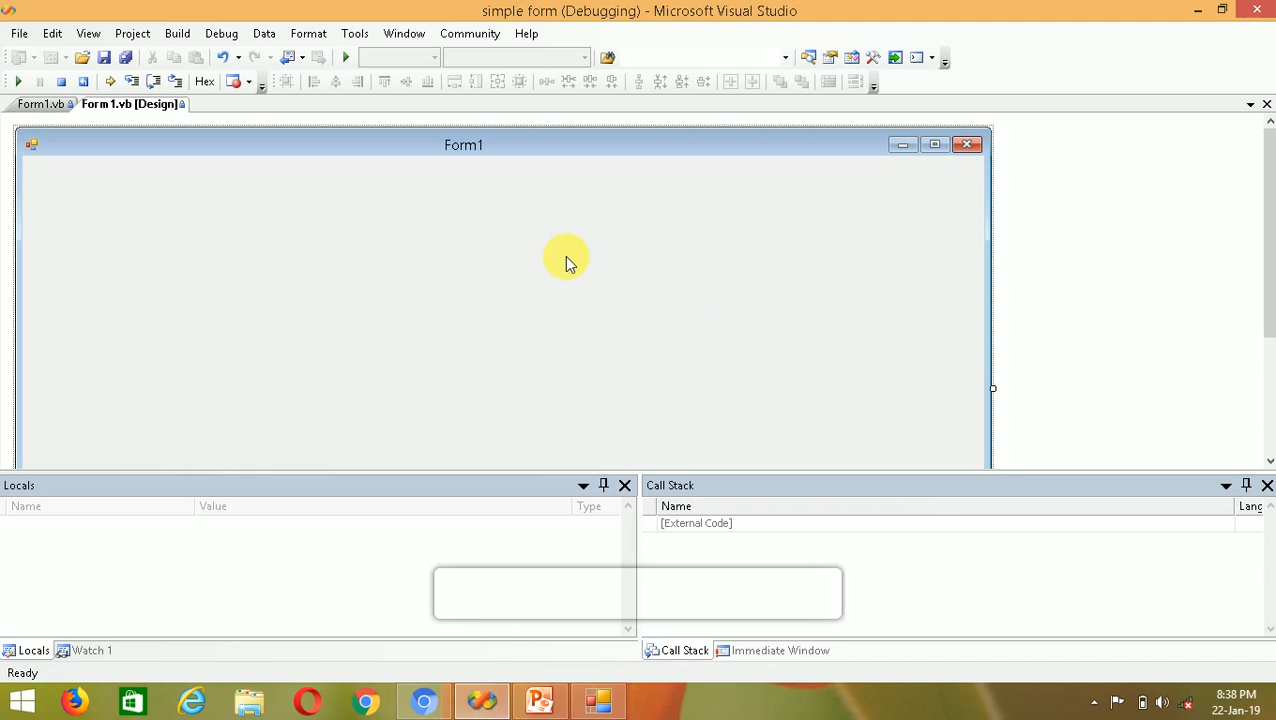 simple form (Debugging) - Microsoft Visual Studio
File Edit View Project Build Debug Data Format Tools Window Community Help
Hex
Form1.vb Form1.vb [Design]
Form1
Locals
Name Value Type
Call Stack
Name Lang
[External Code]
Locals Watch 1
Call Stack Immediate Window
Ready
8:38 PM
22-Jan-19